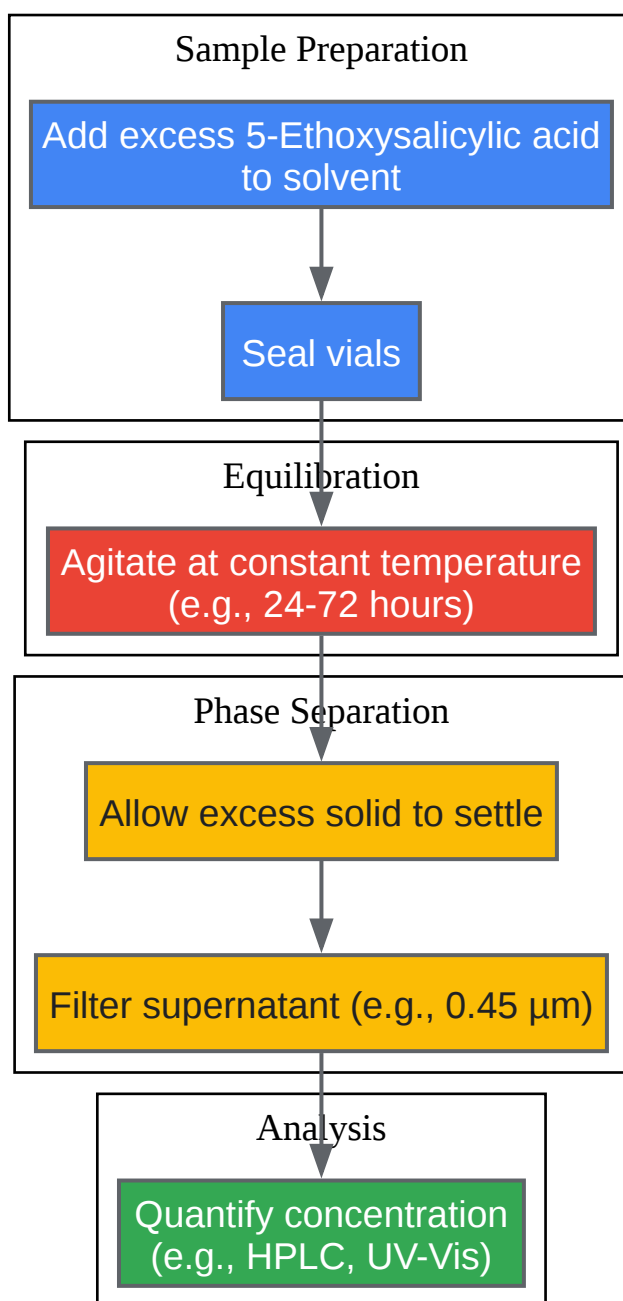 Sample Preparation
Add excess 5-Ethoxysalicylic acid
to solvent
Seal vials
Equilibration
Agitate at constant temperature
(e.g., 24-72 hours)
Phase Separation
Allow excess solid to settle
Filter supernatant (e.g., 0.45 µm)
Analysis
Quantify concentration
(e.g., HPLC, UV-Vis)